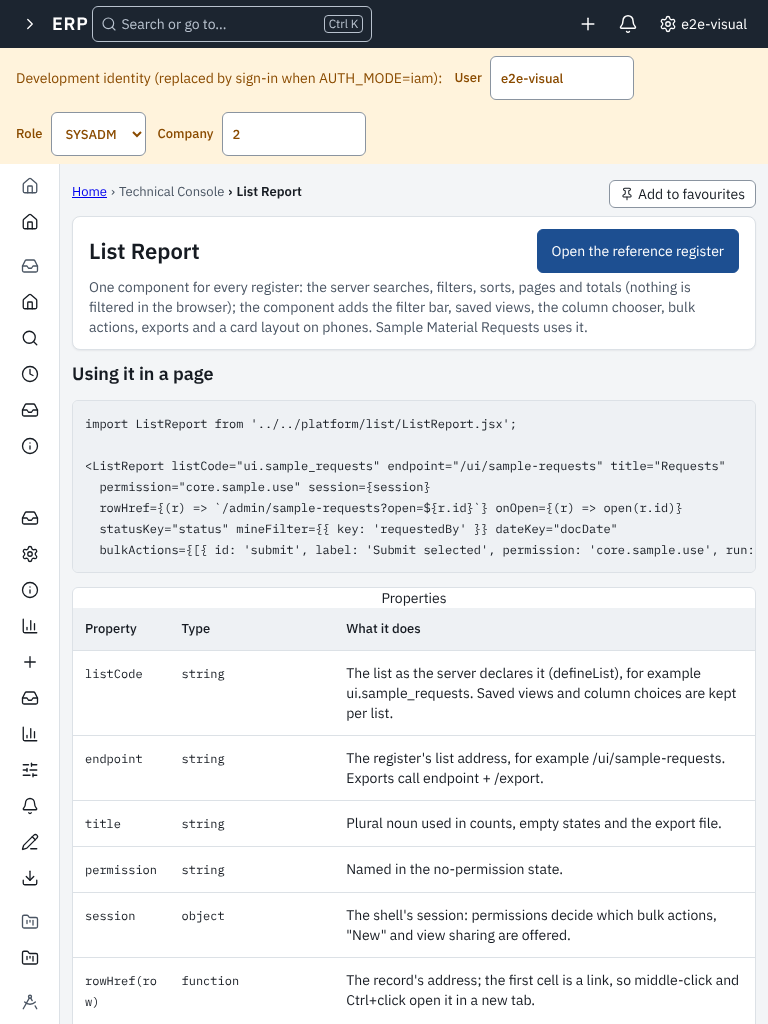 ERP
Search or go to...
Ctrl K
e2e-visual
Development identity (replaced by sign-in when AUTH_MODE=iam): User e2e-visual
Role SYSADM Company 2
Home › Technical Console › List Report
Add to favourites
List Report
Open the reference register
One component for every register: the server searches, filters, sorts, pages and totals (nothing is
filtered in the browser); the component adds the filter bar, saved views, the column chooser, bulk
actions, exports and a card layout on phones. Sample Material Requests uses it.
Using it in a page
import ListReport from '../../platform/list/ListReport.jsx';
<ListReport listCode="ui.sample_requests" endpoint="/ui/sample-requests" title="Requests"
permission="core.sample.use" session={session}
rowHref={(r) => `/admin/sample-requests?open=${r.id}`} onOpen={(r) => open(r.id)}
statusKey="status" mineFilter={{ key: 'requestedBy' }} dateKey="docDate"
bulkActions={[{ id: 'submit', label: 'Submit selected', permission: 'core.sample.use', run:
Properties
Property Type What it does
listCode string The list as the server declares it (defineList), for example
ui.sample_requests. Saved views and column choices are kept
per list.
endpoint string The register's list address, for example /ui/sample-requests.
Exports call endpoint + /export.
title string Plural noun used in counts, empty states and the export file.
permission string Named in the no-permission state.
session object The shell's session: permissions decide which bulk actions,
"New" and view sharing are offered.
rowHref(ro function The record's address; the first cell is a link, so middle-click and
w) Ctrl+click open it in a new tab.